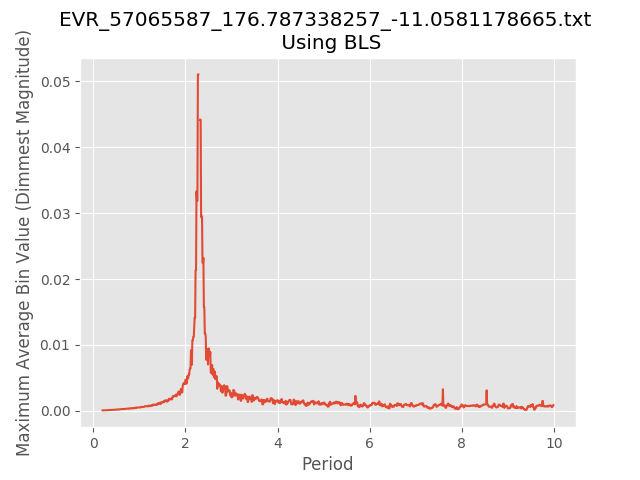 EVR_57065587_176.787338257_-11.0581178665.txt
Using BLS
Maximum Average Bin Value (Dimmest Magnitude)
0.05
0.04
0.03
0.02
0.01
0.00
0 2 4 6 8 10
Period